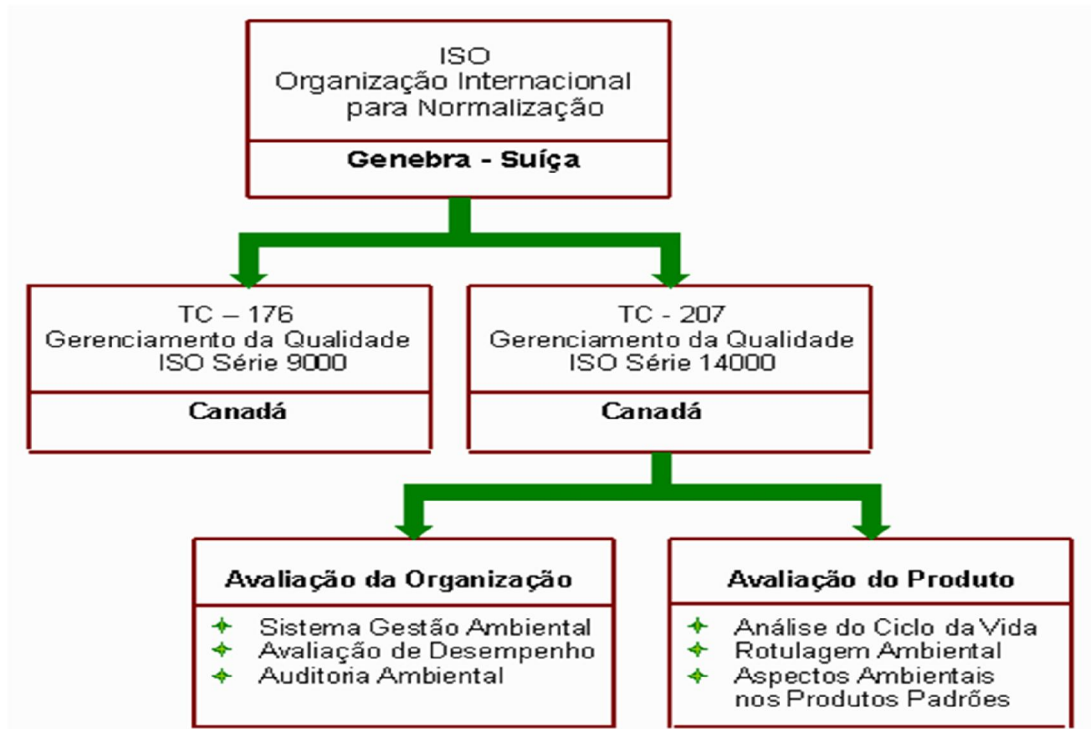 ISO
Organização Internacional
para Normalização
Genebra - Suíça
TC – 176
Gerenciamento da Qualidade
ISO Série 9000
Canadá
TC - 207
Gerenciamento da Qualidade
ISO Série 14000
Canadá
Avaliação da Organização
Sistema Gestão Ambiental
Avaliação de Desempenho
Auditoria Ambiental
Avaliação do Produto
Análise do Ciclo da Vida
Rotulagem Ambiental
Aspectos Ambientais
nos Produtos Padrões